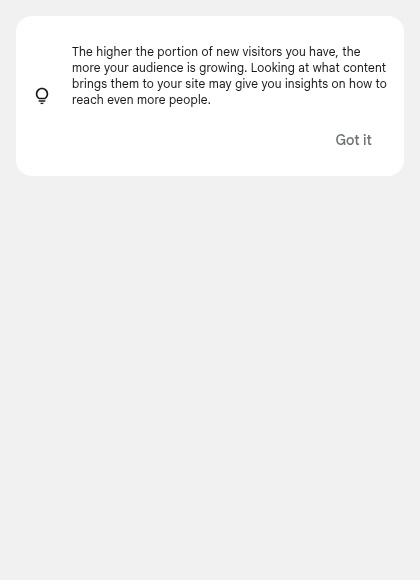 The higher the portion of new visitors you have, the
more your audience is growing. Looking at what content
brings them to your site may give you insights on how to
reach even more people.
Got it